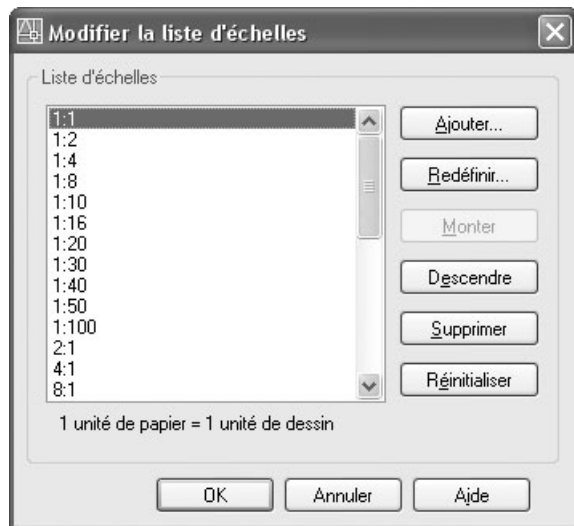 Modifier la liste d'échelles
Liste d'échelles
1:1
1:2
1:4
1:8
1:10
1:16
1:20
1:30
1:40
1:50
1:100
2:1
4:1
8:1
Ajouter...
Redéfinir...
Monter
Descendre
Supprimer
Réinitialiser
1 unité de papier = 1 unité de dessin
OK
Annuler
Aide